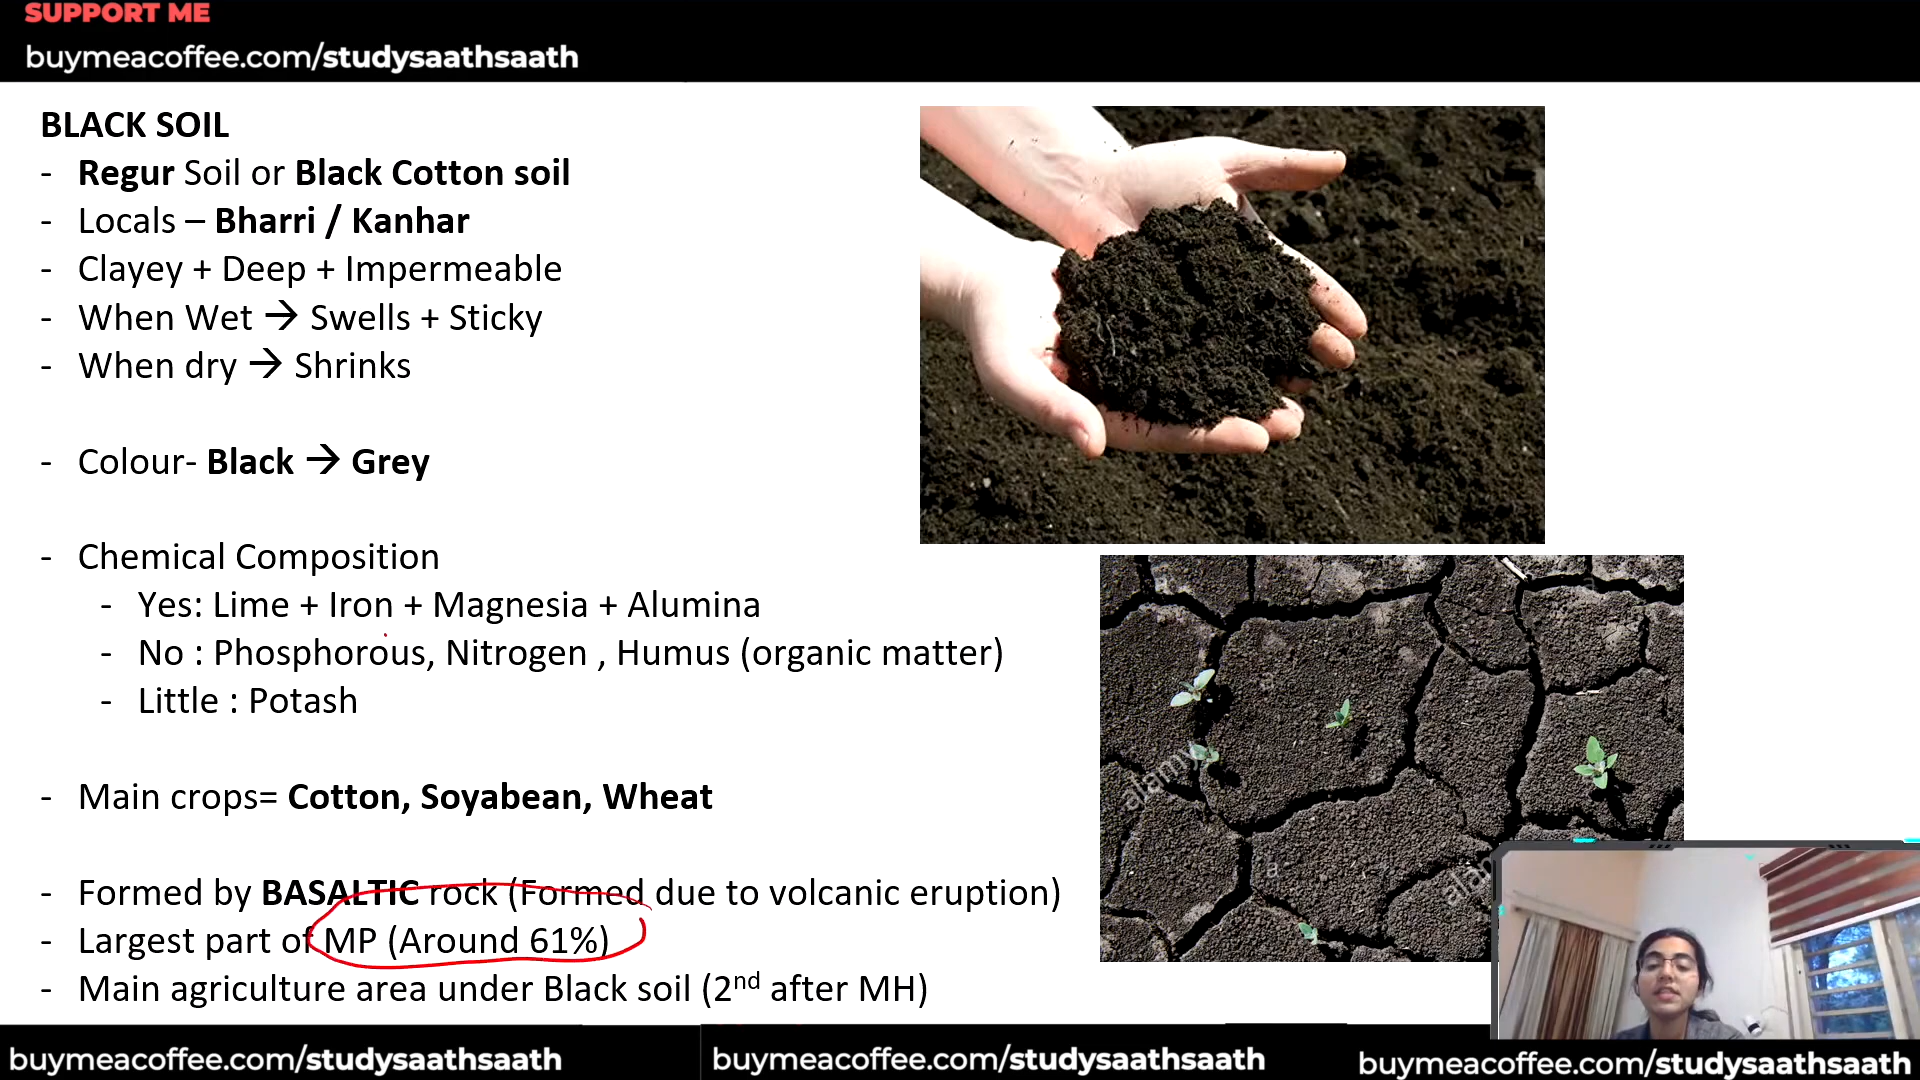 SUPPORT ME
buymeacoffee.com/studysaathsaath
BLACK SOIL
- Regur Soil or Black Cotton soil
- Locals – Bharri / Kanhar
- Clayey + Deep + Impermeable
- When Wet → Swells + Sticky
- When dry → Shrinks
- Colour- Black → Grey
- Chemical Composition
- Yes: Lime + Iron + Magnesia + Alumina
- No : Phosphorous, Nitrogen , Humus (organic matter)
- Little : Potash
- Main crops= Cotton, Soyabean, Wheat
- Formed by BASALTIC rock (Formed due to volcanic eruption)
- Largest part of MP (Around 61%)
- Main agriculture area under Black soil (2nd after MH)
alamy
a
buymeacoffee.com/studysaathsaath
buymeacoffee.com/studysaathsaath
buymeacoffee.com/studysaathsaath